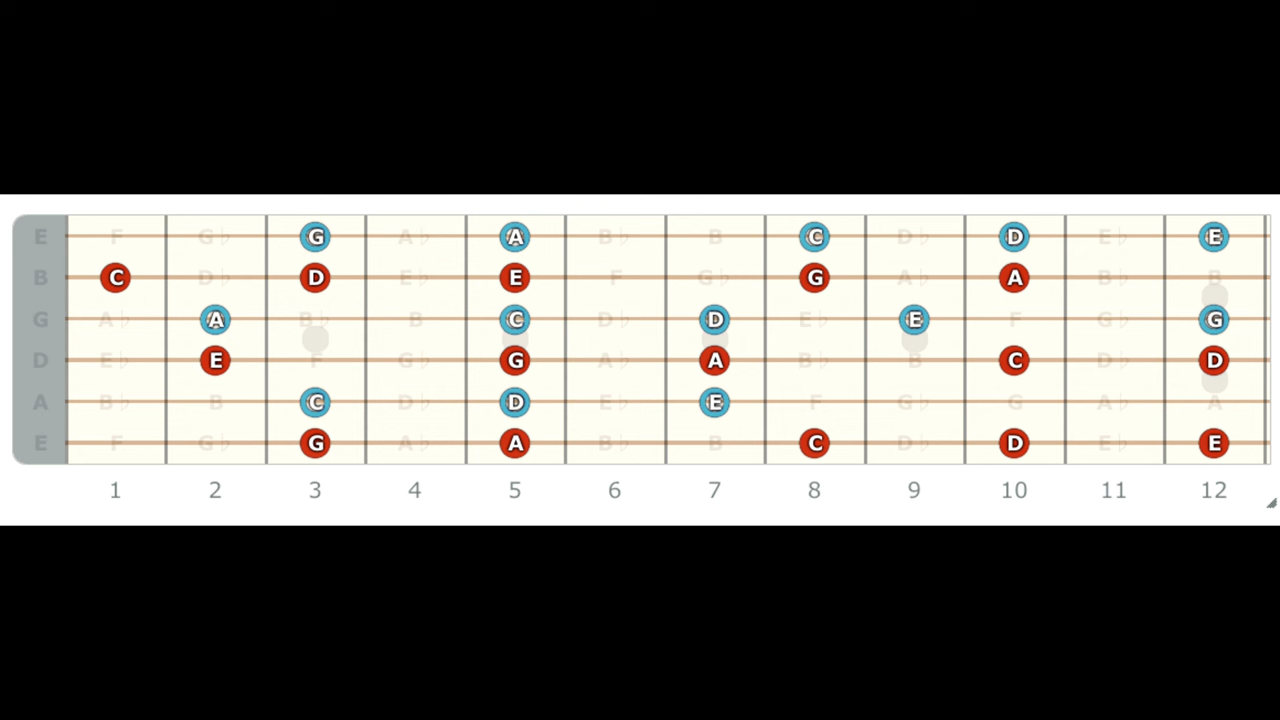 E F G♭ G A♭ A B♭ B C D♭ D E♭ E
B C D♭ D E♭ E F G♭ G A♭ A B♭ B
G A♭ A B♭ B C D♭ D E♭ E F G♭ G
D E♭ E F G♭ G A♭ A B♭ B C D♭ D
A B♭ B C D♭ D E♭ E F G♭ G A♭ A
E F G♭ G A♭ A B♭ B C D♭ D E♭ E
1 2 3 4 5 6 7 8 9 10 11 12